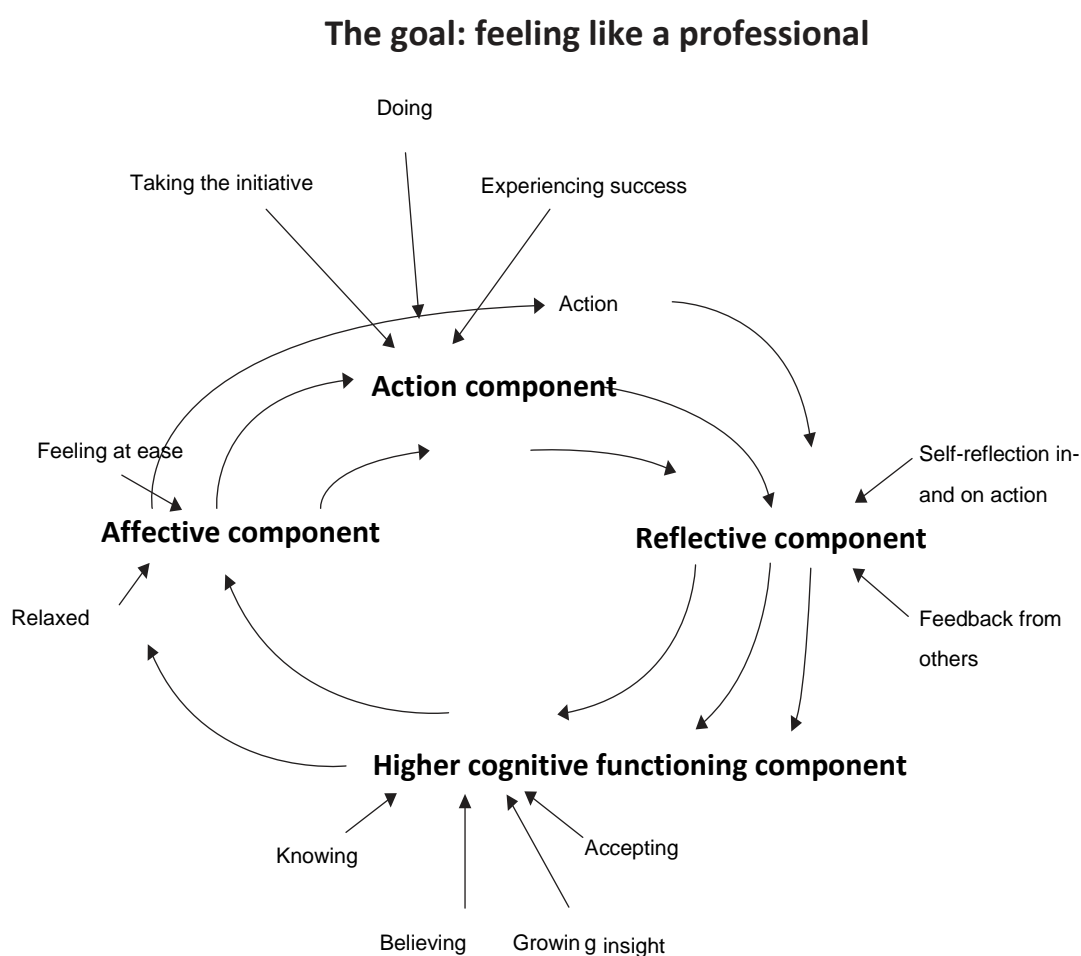 The goal: feeling like a professional
Doing
Taking the initiative
Experiencing success
Action
Action component
Feeling at ease
Self-reflection in-
and on action
Affective component
Reflective component
Relaxed
Feedback from
others
Higher cognitive functioning component
Knowing
Accepting
Believing
Growin g insight